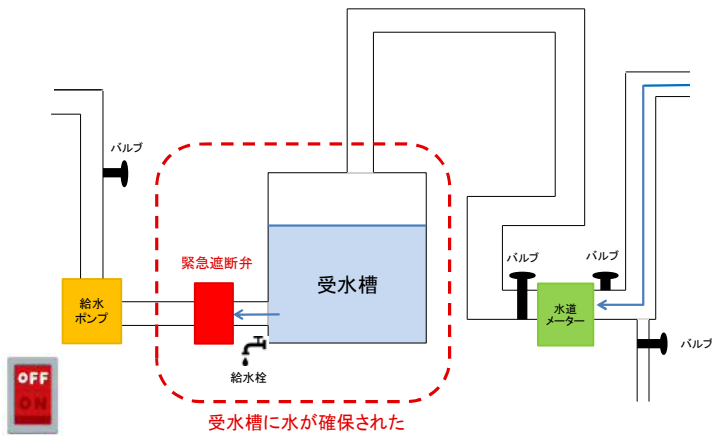 バルブ
緊急遮断弁
受水槽
バルブ
バルブ
給水
ポンプ
水道
メーター
バルブ
給水栓
OFF
ON
受水槽に水が確保された